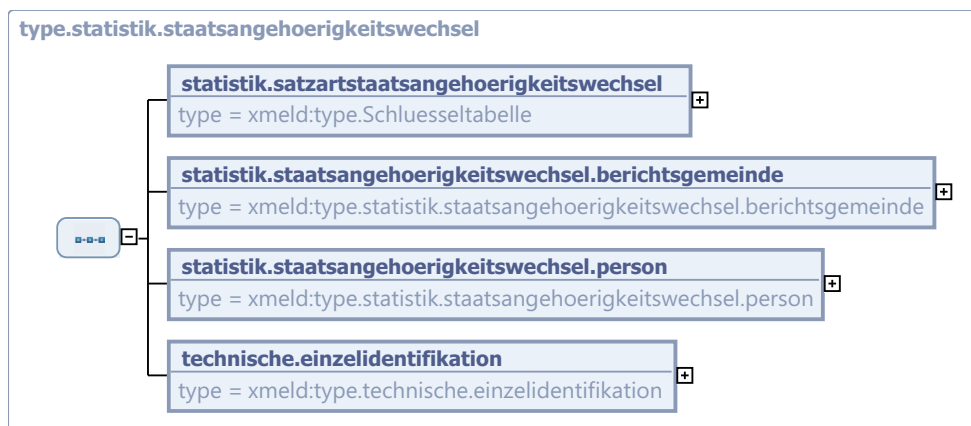 type.statistik.staatsangehoerigkeitswechsel
statistik.satzartstaatsangehoerigkeitswechsel
type = xmeld:type.Schluesseltabelle
statistik.staatsangehoerigkeitswechsel.berichtsgemeinde
type = xmeld:type.statistik.staatsangehoerigkeitswechsel.berichtsgemeinde
statistik.staatsangehoerigkeitswechsel.person
type = xmeld:type.statistik.staatsangehoerigkeitswechsel.person
technische.einzelidentifikation
type = xmeld:type.technische.einzelidentifikation